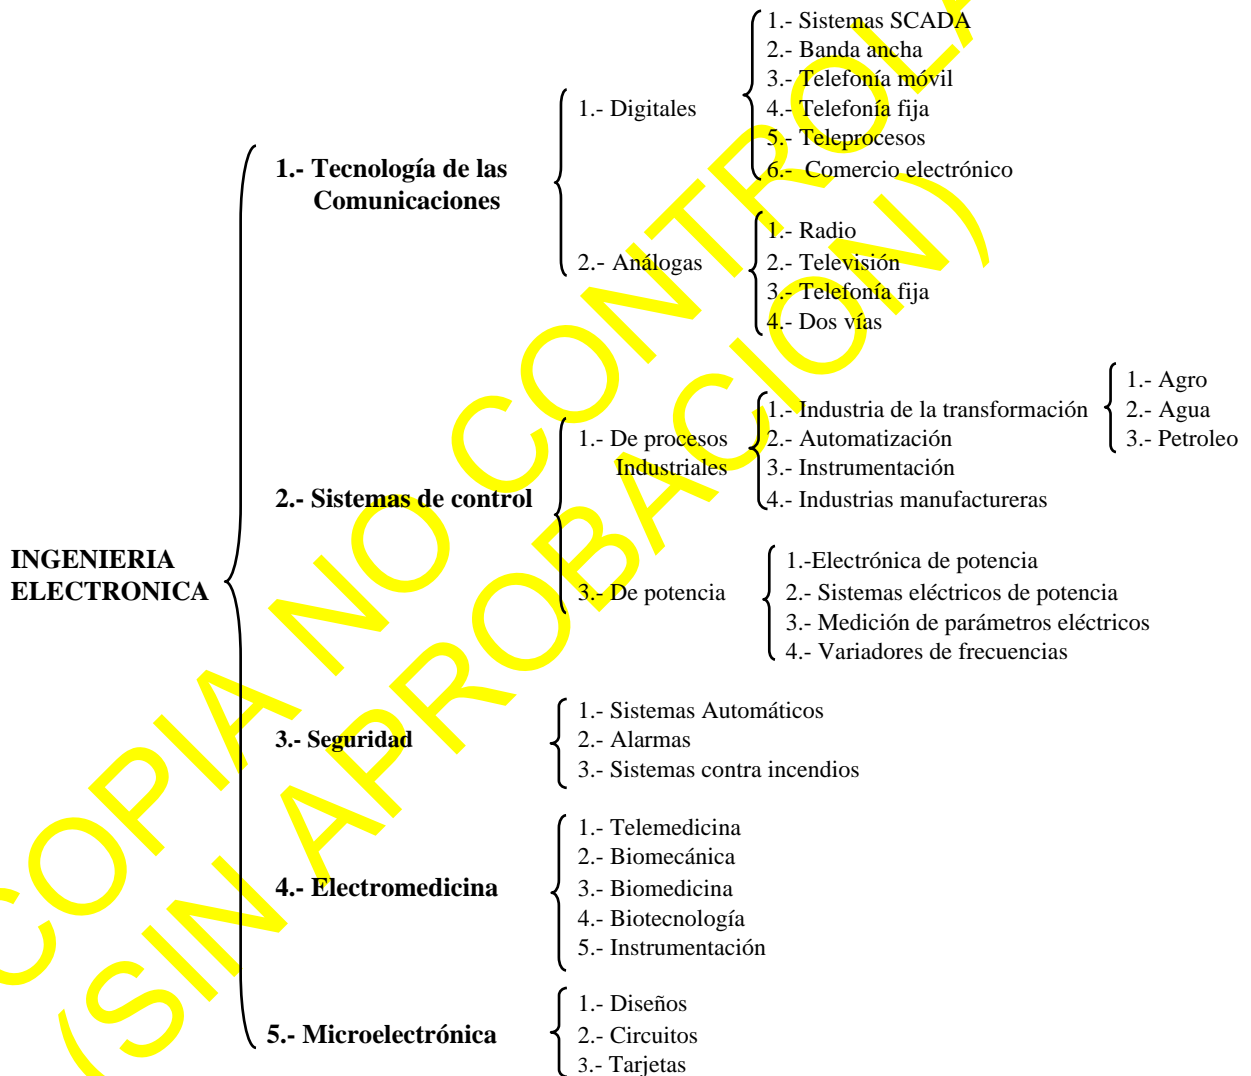 INGENIERIA
ELECTRONICA
1.- Tecnología de las
Comunicaciones
1.- Digitales
1.- Sistemas SCADA
2.- Banda ancha
3.- Telefonía móvil
4.- Telefonía fija
5.- Teleprocesos
6.- Comercio electrónico
2.- Análogas
1.- Radio
2.- Televisión
3.- Telefonía fija
4.- Dos vías
2.- Sistemas de control
1.- De procesos
Industriales
1.- Industria de la transformación
1.- Agro
2.- Agua
3.- Petroleo
2.- Automatización
3.- Instrumentación
4.- Industrias manufactureras
3.- De potencia
1.-Electrónica de potencia
2.- Sistemas eléctricos de potencia
3.- Medición de parámetros eléctricos
4.- Variadores de frecuencias
3.- Seguridad
1.- Sistemas Automáticos
2.- Alarmas
3.- Sistemas contra incendios
4.- Electromedicina
1.- Telemedicina
2.- Biomecánica
3.- Biomedicina
4.- Biotecnología
5.- Instrumentación
5.- Microelectrónica
1.- Diseños
2.- Circuitos
3.- Tarjetas
COPIA NO CONTROLA
(SIN APROBACION)